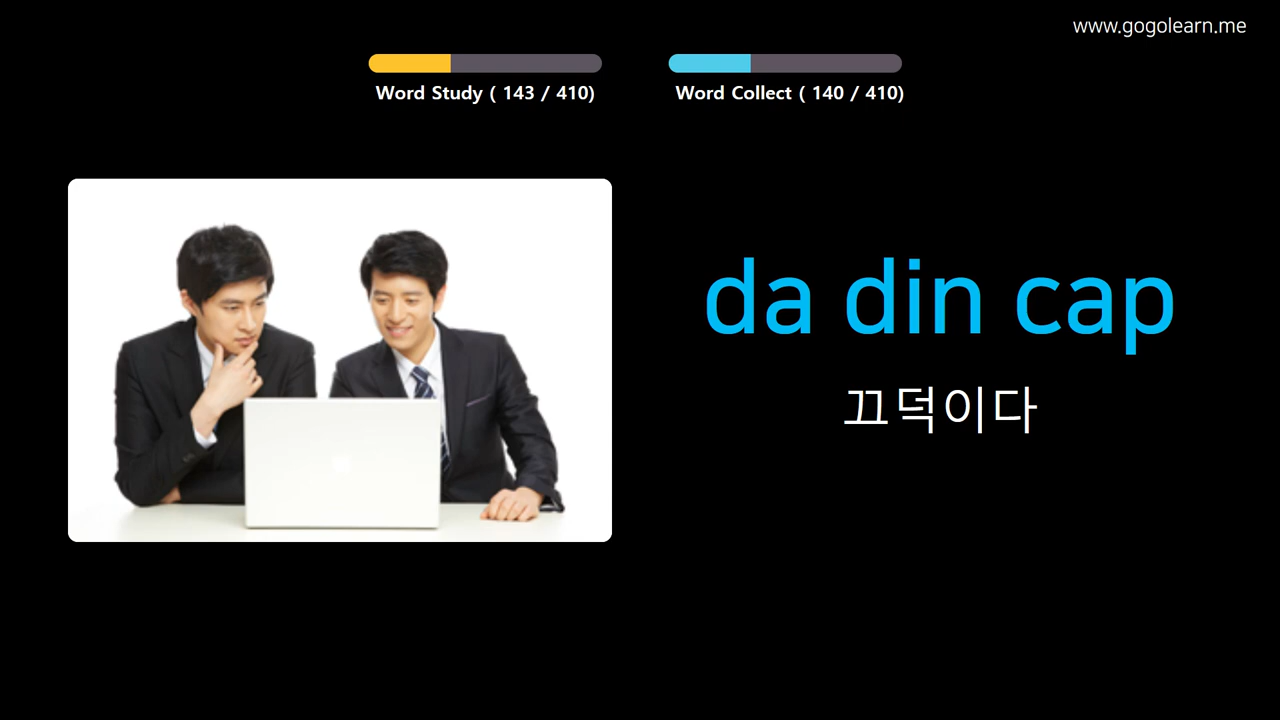 www.gogolearn.me
Word Study ( 143 / 410)
Word Collect ( 140 / 410)
da din cap
끄덕이다